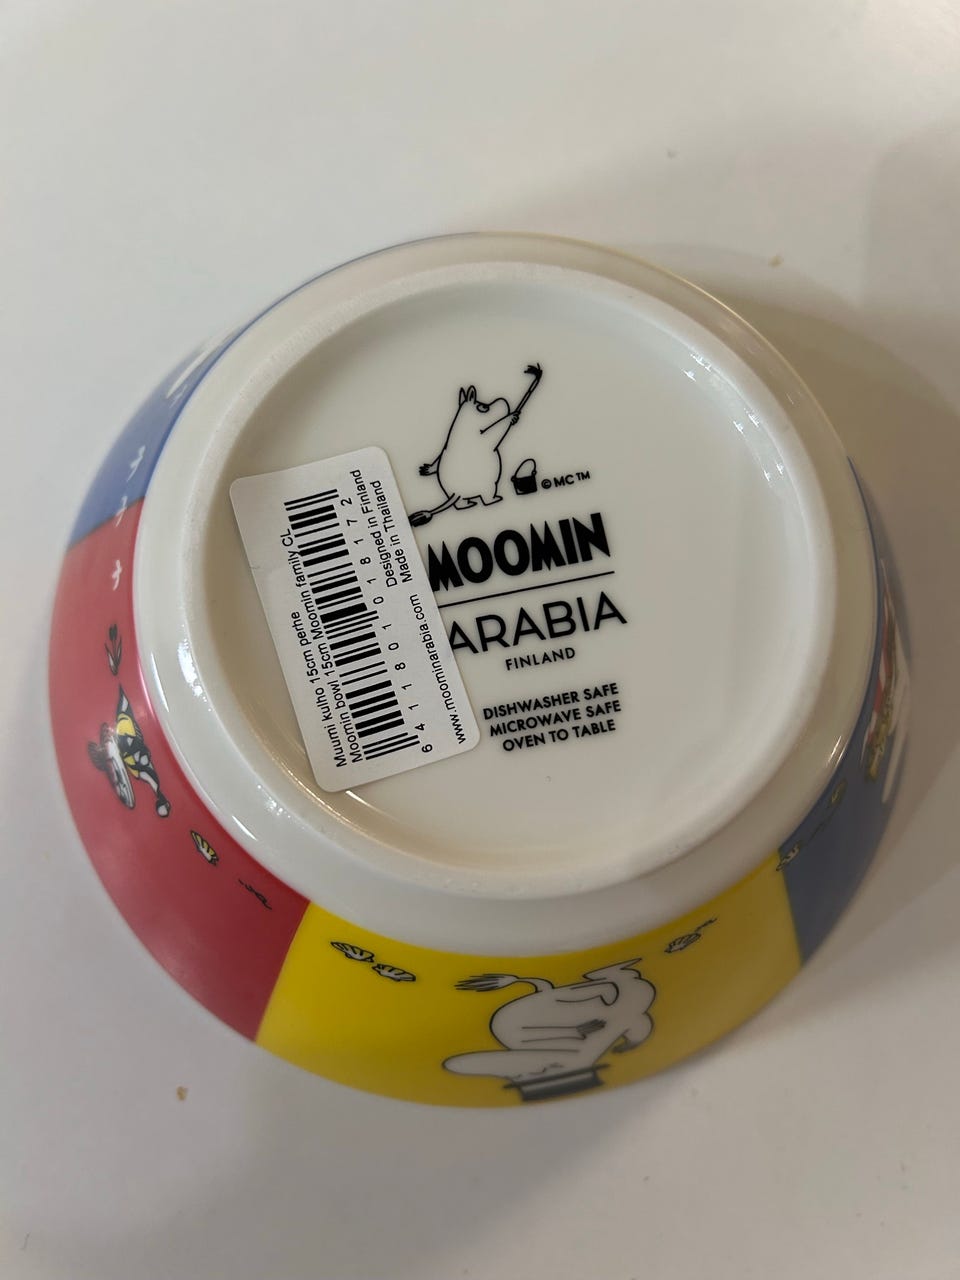 Muumi kulho 15cm perhe
Moomin bowl 15cm Moomin family CL
6 411801 018172
Designed in Finland
www.moominarabia.com Made in Thailand
© MC™
MOOMIN
ARABIA
FINLAND
DISHWASHER SAFE
MICROWAVE SAFE
OVEN TO TABLE